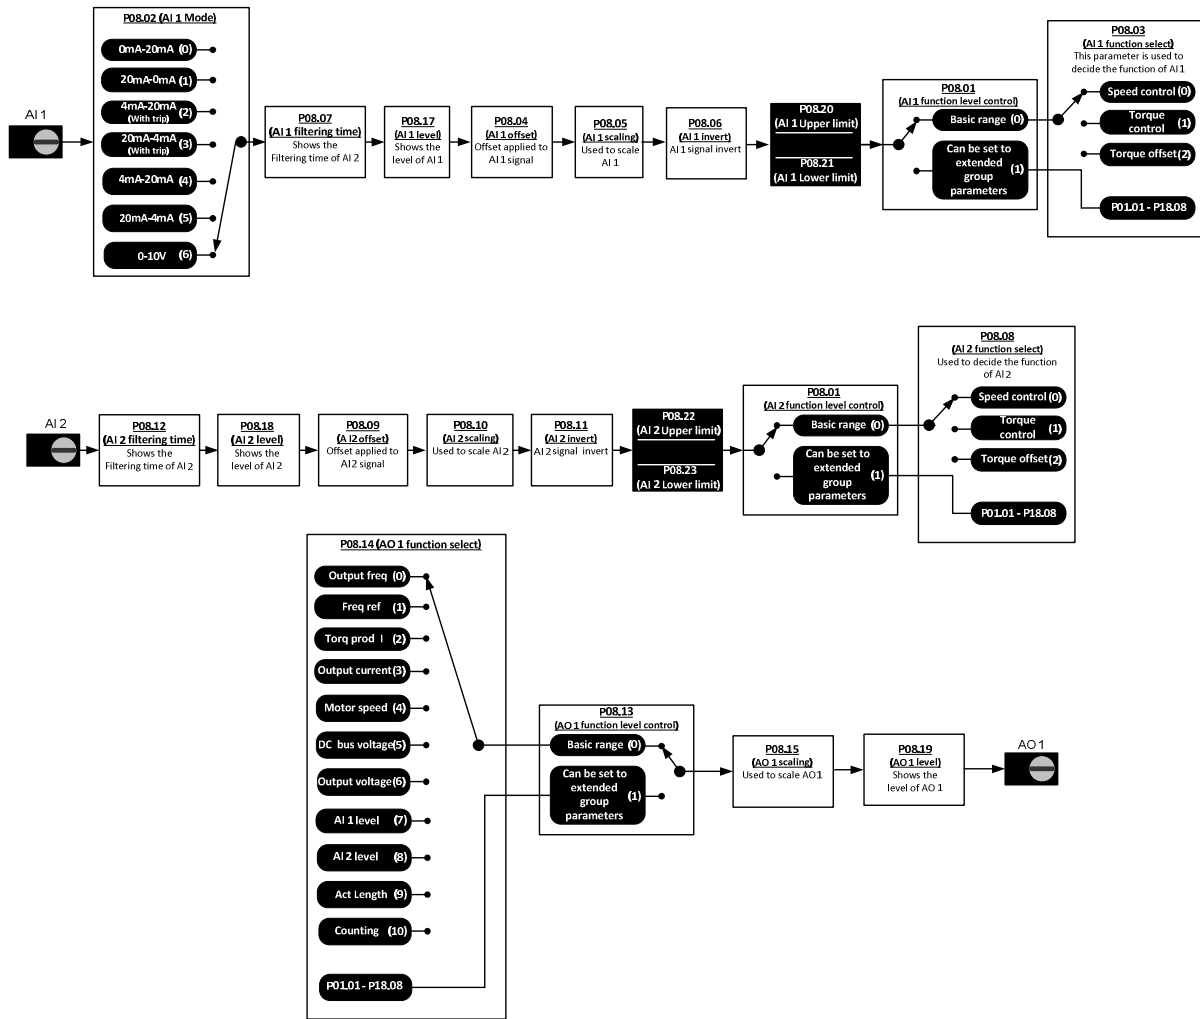 AI 1
P08.02 (AI 1 Mode)
0mA-20mA (0)
20mA-0mA (1)
4mA-20mA (With trip) (2)
20mA-4mA (With trip) (3)
4mA-20mA (4)
20mA-4mA (5)
0-10V (6)
P08.07
(AI 1 filtering time)
Shows the
Filtering time of AI 2
P08.17
(AI 1 level)
Shows the
level of AI 1
P08.04
(AI 1 offset)
Offset applied to
AI 1 signal
P08.05
(AI 1 scaling)
Used to scale
AI 1
P08.06
(AI 1 invert)
AI 1 signal invert
P08.20
(AI 1 Upper limit)
P08.21
(AI 1 Lower limit)
P08.01
(AI 1 function level control)
Basic range (0)
Can be set to
extended
group
parameters
(1)
P08.03
(AI 1 function select)
This parameter is used to
decide the function of AI 1
Speed control (0)
Torque
control
(1)
Torque offset (2)
P01.01 - P18.08
AI 2
P08.12
(AI 2 filtering time)
Shows the
Filtering time of AI 2
P08.18
(AI 2 level)
Shows the
level of AI 2
P08.09
(AI2 offset)
Offset applied to
AI2 signal
P08.10
(AI2 scaling)
Used to scale AI2
P08.11
(AI2 invert)
AI2 signal invert
P08.22
(AI 2 Upper limit)
P08.23
(AI 2 Lower limit)
P08.01
(AI 2 function level control)
Basic range (0)
Can be set to
extended
group
parameters
(1)
P08.08
(AI 2 function select)
Used to decide the function
of AI 2
Speed control (0)
Torque
control
(1)
Torque offset (2)
P01.01 - P18.08
P08.14 (AO 1 function select)
Output freq (0)
Freq ref (1)
Torq prod I (2)
Output current (3)
Motor speed (4)
DC bus voltage (5)
Output voltage (6)
AI 1 level (7)
AI 2 level (8)
Act Length (9)
Counting (10)
P01.01 - P18.08
P08.13
(AO 1 function level control)
Basic range (0)
Can be set to
extended
group
parameters
(1)
P08.15
(AO 1 scaling)
Used to scale AO 1
P08.19
(AO 1 level)
Shows the
level of AO 1
AO 1